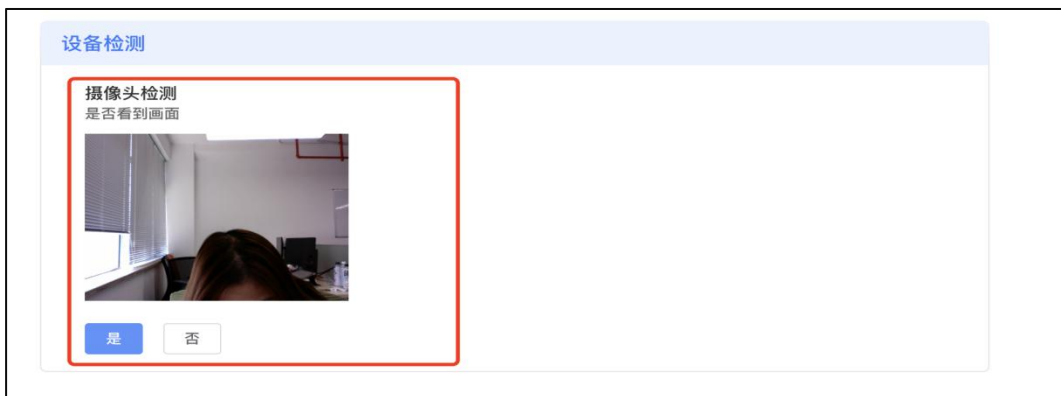 设备检测
摄像头检测
是否看到画面
是
否